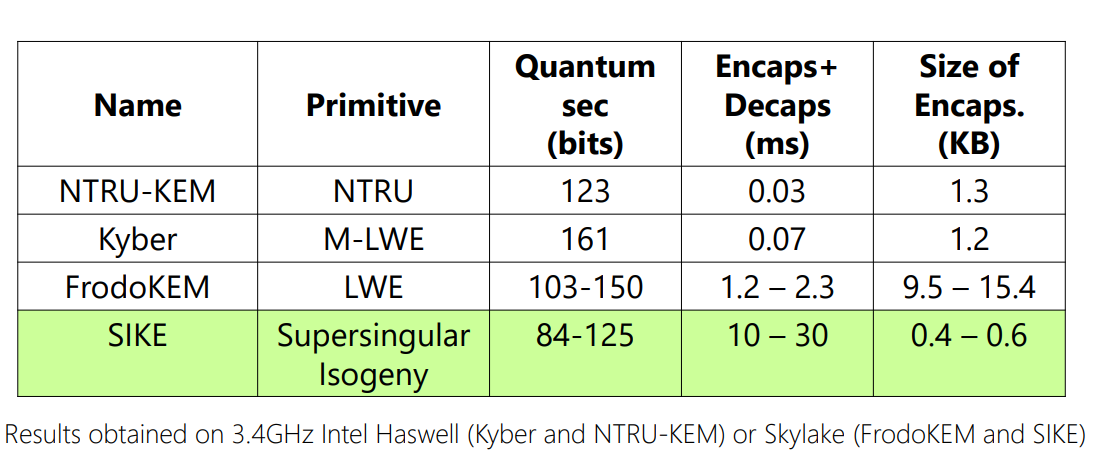 Name Primitive Quantum sec (bits) Encaps+ Decaps (ms) Size of Encaps. (KB)
NTRU-KEM NTRU 123 0.03 1.3
Kyber M-LWE 161 0.07 1.2
FrodoKEM LWE 103-150 1.2 – 2.3 9.5 – 15.4
SIKE Supersingular Isogeny 84-125 10 – 30 0.4 – 0.6
Results obtained on 3.4GHz Intel Haswell (Kyber and NTRU-KEM) or Skylake (FrodoKEM and SIKE)